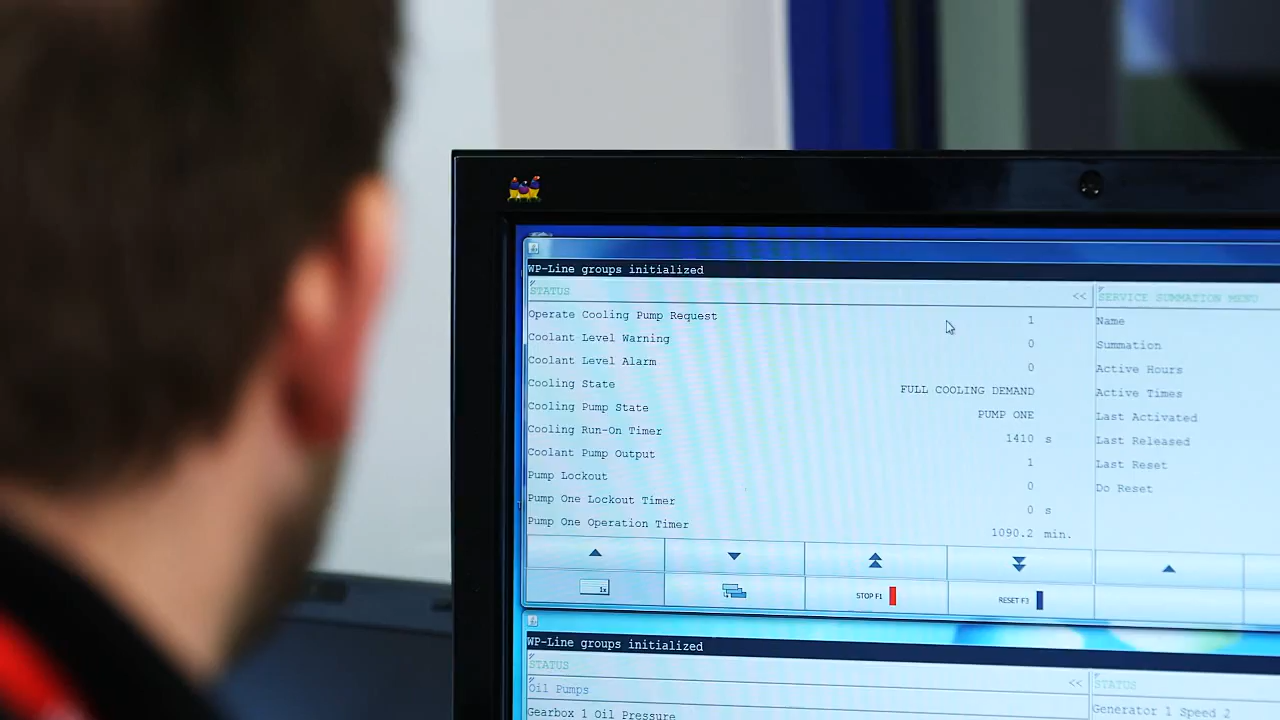 WP-Line groups initialized
STATUS <<
Operate Cooling Pump Request 1
Coolant Level Warning 0
Coolant Level Alarm 0
Cooling State FULL COOLING DEMAND
Cooling Pump State PUMP ONE
Cooling Run-On Timer 1410 s
Coolant Pump Output 1
Pump Lockout 0
Pump One Lockout Timer 0 s
Pump One Operation Timer 1090.2 min.
SERVICE SUMMATION MENU
Name
Summation
Active Hours
Active Times
Last Activated
Last Released
Last Reset
Do Reset
1x
STOP F1
RESET F3
WP-Line groups initialized
STATUS <<
Oil Pumps
Gearbox 1 Oil Pressure
STATUS
Generator 1 Speed 2